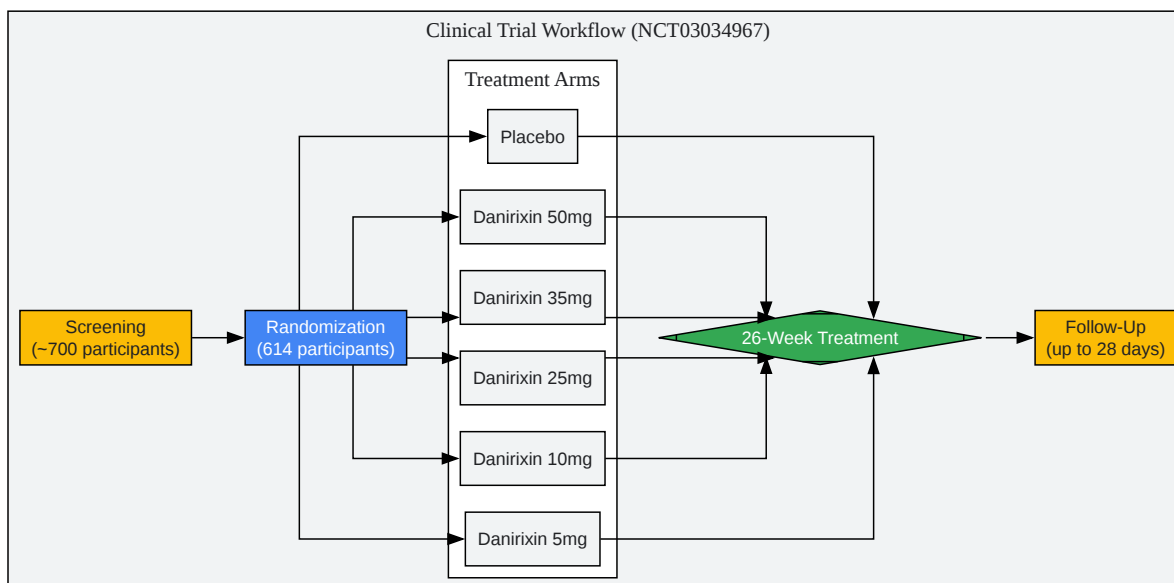 Clinical Trial Workflow (NCT03034967)
Treatment Arms
Placebo
Danirixin 50mg
Danirixin 35mg
Screening
(~700 participants)
Randomization
(614 participants)
26-Week Treatment
Follow-Up
(up to 28 days)
Danirixin 25mg
Danirixin 10mg
Danirixin 5mg